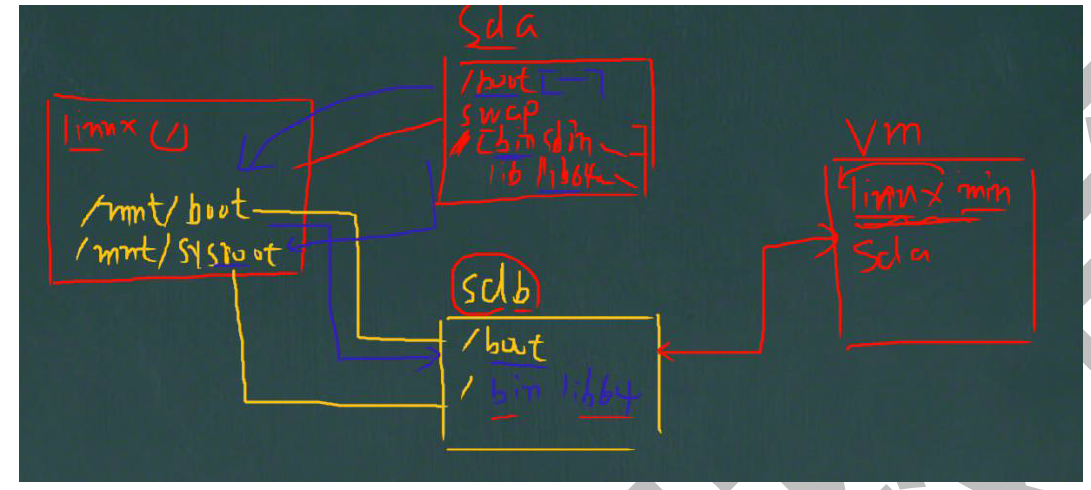 sda
/boot [—]
swap
/ [bin sbin
lib lib64
linux (/)
/mnt/boot
/mnt/sysroot
sdb
/boot
/ bin lib64
Vm
linux min
sda